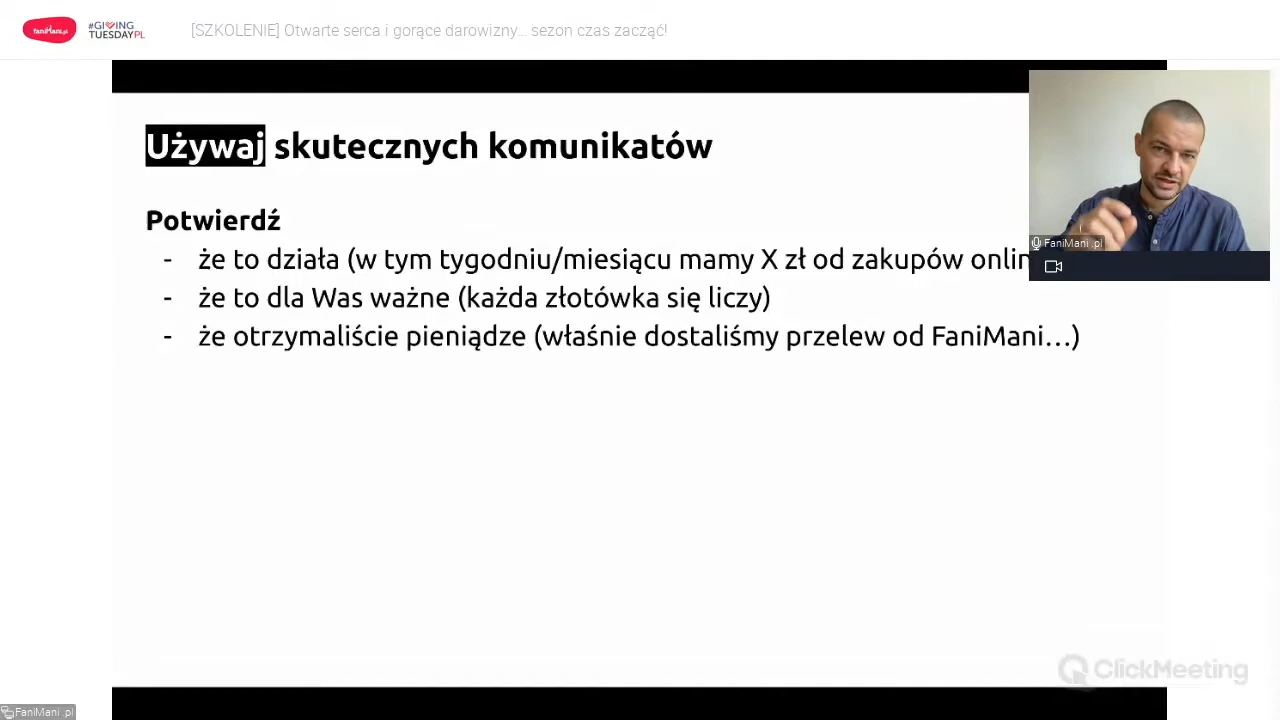 faniMani.pl
#GIVING
TUESDAYPL
[SZKOLENIE] Otwarte serca i gorące darowizny... sezon czas zacząć!
Używaj skutecznych komunikatów
Potwierdź
- że to działa (w tym tygodniu/miesiącu mamy X zł od zakupów onlin
- że to dla Was ważne (każda złotówka się liczy)
- że otrzymaliście pieniądze (właśnie dostaliśmy przelew od FaniMani...)
FaniMani .pl
ClickMeeting
FaniMani .pl